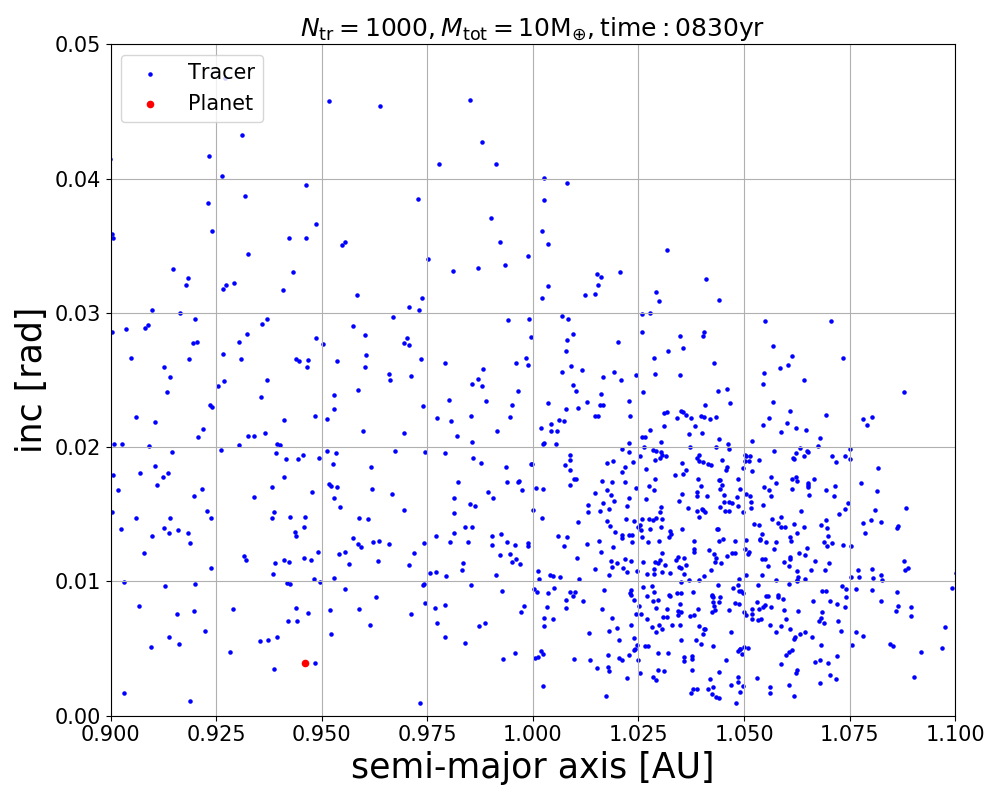 N_tr = 1000, M_tot = 10M_⊕, time : 0830yr
Tracer
Planet
inc [rad]
0.05
0.04
0.03
0.02
0.01
0.00
0.900 0.925 0.950 0.975 1.000 1.025 1.050 1.075 1.100
semi-major axis [AU]